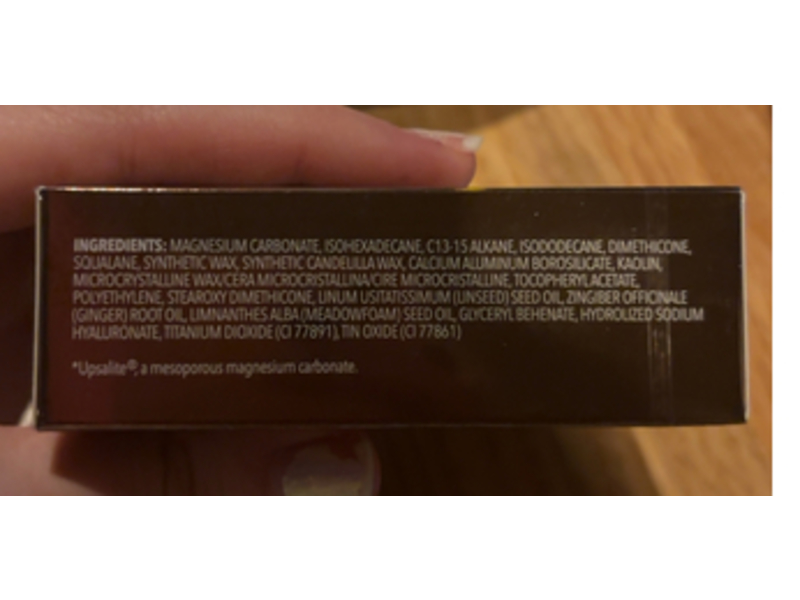 INGREDIENTS: MAGNESIUM CARBONATE, ISOHEXADECANE, C13-15 ALKANE, ISODODECANE, DIMETHICONE,
SQUALANE, SYNTHETIC WAX, SYNTHETIC CANDELILLA WAX, CALCIUM ALUMINUM BOROSILICATE, KAOLIN,
MICROCRYSTALLINE WAX/CERA MICROCRISTALLINA/CIRE MICROCRISTALLINE, TOCOPHERYL ACETATE,
POLYETHYLENE, STEAROXY DIMETHICONE, LINUM USITATISSIMUM (LINSEED) SEED OIL, ZINGIBER OFFICINALE
(GINGER) ROOT OIL, LIMNANTHES ALBA (MEADOWFOAM) SEED OIL, GLYCERYL BEHENATE, HYDROLIZED SODIUM
HYALURONATE, TITANIUM DIOXIDE (CI 77891), TIN OXIDE (CI 77861)
*Upsalite®, a mesoporous magnesium carbonate.